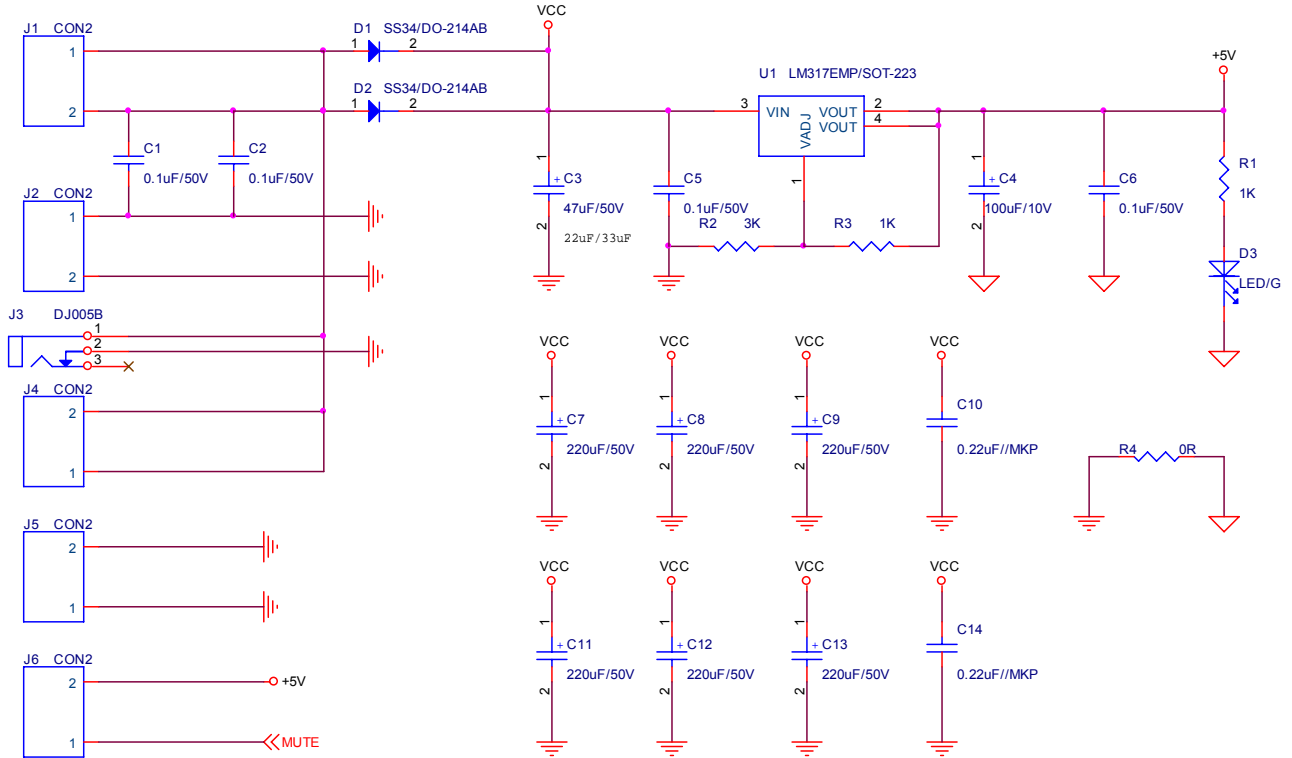 J1 CON2
1
2
D1 SS34/DO-214AB
1 2
D2 SS34/DO-214AB
1 2
VCC
U1 LM317EMP/SOT-223
3 VIN VOUT 2
VOUT 4
VADJ
1
+5V
C1
0.1uF/50V
C2
0.1uF/50V
1
+ C3
47uF/50V
2
22uF/33uF
C5
0.1uF/50V
R2 3K
R3 1K
1
+ C4
100uF/10V
2
C6
0.1uF/50V
R1
1K
D3
LED/G
J2 CON2
1
2
J3 DJ005B
1
2
3
J4 CON2
2
1
J5 CON2
2
1
J6 CON2
2
1
+5V
MUTE
VCC
1
+ C7
220uF/50V
2
VCC
1
+ C8
220uF/50V
2
VCC
1
+ C9
220uF/50V
2
VCC
C10
0.22uF//MKP
R4 0R
VCC
1
+ C11
220uF/50V
2
VCC
1
+ C12
220uF/50V
2
VCC
1
+ C13
220uF/50V
2
VCC
C14
0.22uF//MKP